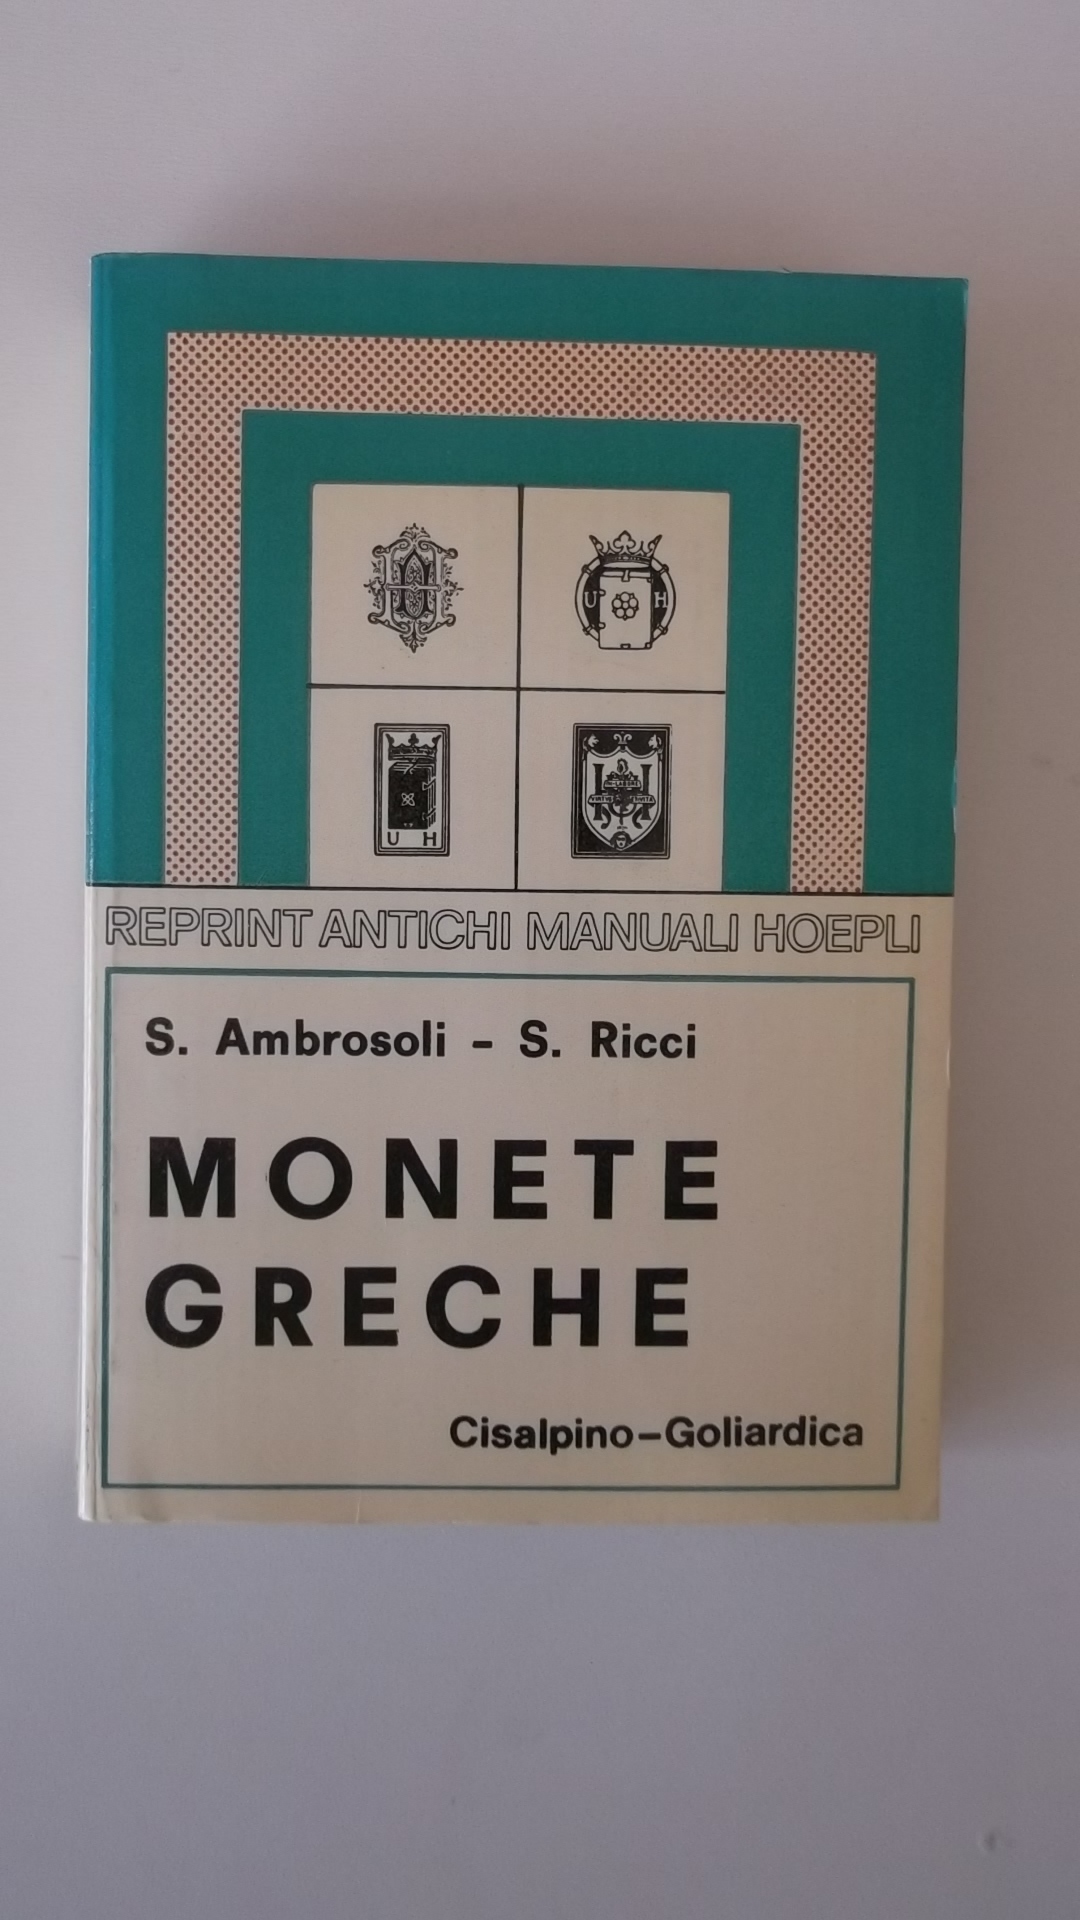 U H
U H
REPRINT ANTICHI MANUALI HOEPLI
S. Ambrosoli - S. Ricci
MONETE
GRECHE
Cisalpino-Goliardica